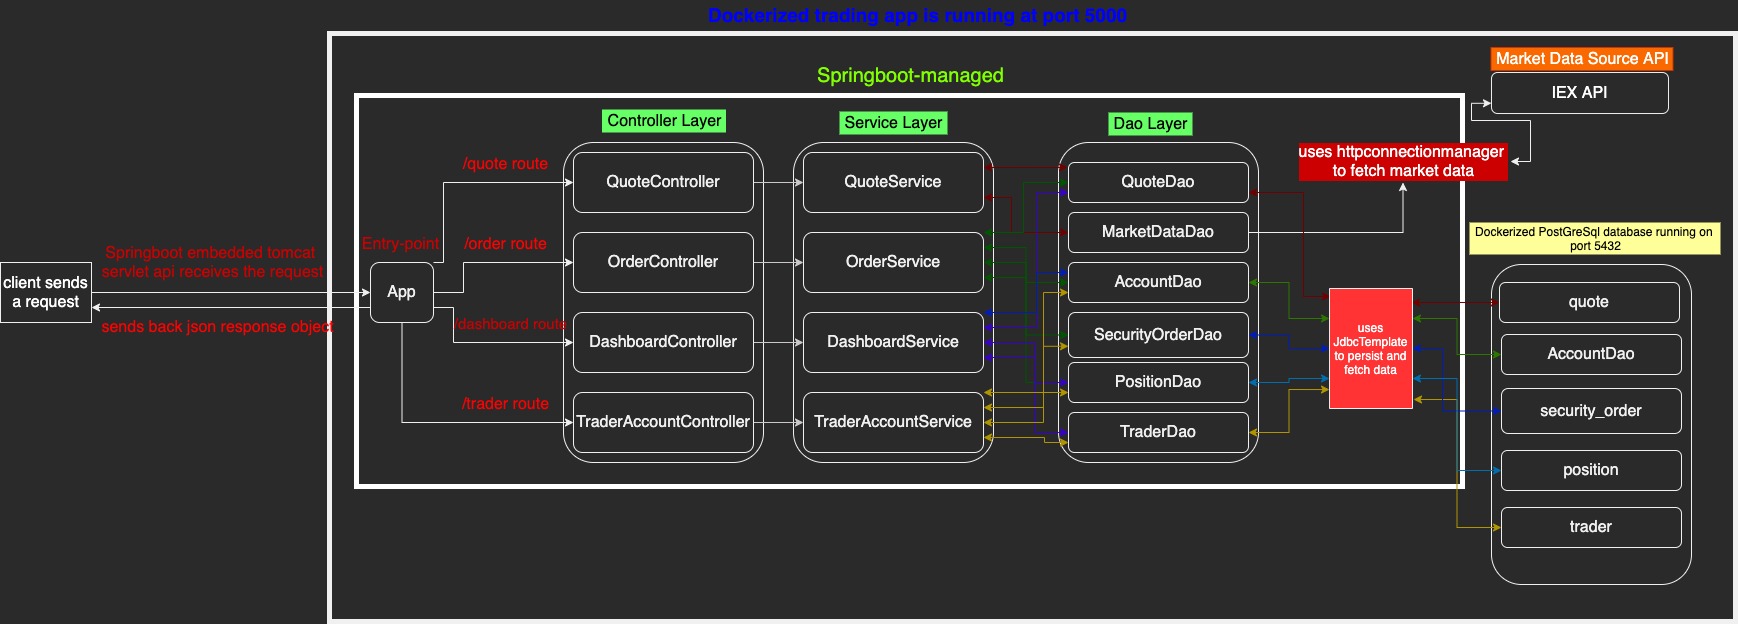 Dockerized trading app is running at port 5000
Springboot-managed
Market Data Source API
IEX API
Controller Layer
Service Layer
Dao Layer
uses httpconnectionmanager
to fetch market data
/quote route
QuoteController
QuoteService
QuoteDao
MarketDataDao
Dockerized PostGreSql database running on
port 5432
Entry-point
/order route
OrderController
OrderService
AccountDao
Springboot embedded tomcat
servlet api receives the request
client sends
a request
App
sends back json response object
/dashboard route
DashboardController
DashboardService
SecurityOrderDao
PositionDao
/trader route
TraderAccountController
TraderAccountService
TraderDao
uses
JdbcTemplate
to persist and
fetch data
quote
AccountDao
security_order
position
trader